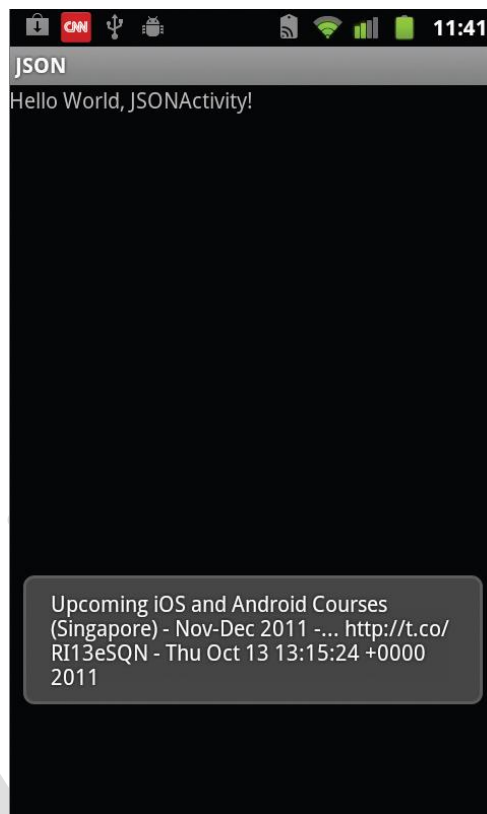 CNN 11:41
JSON
Hello World, JSONActivity!
Upcoming iOS and Android Courses
(Singapore) - Nov-Dec 2011 -... http://t.co/
RI13eSQN - Thu Oct 13 13:15:24 +0000
2011